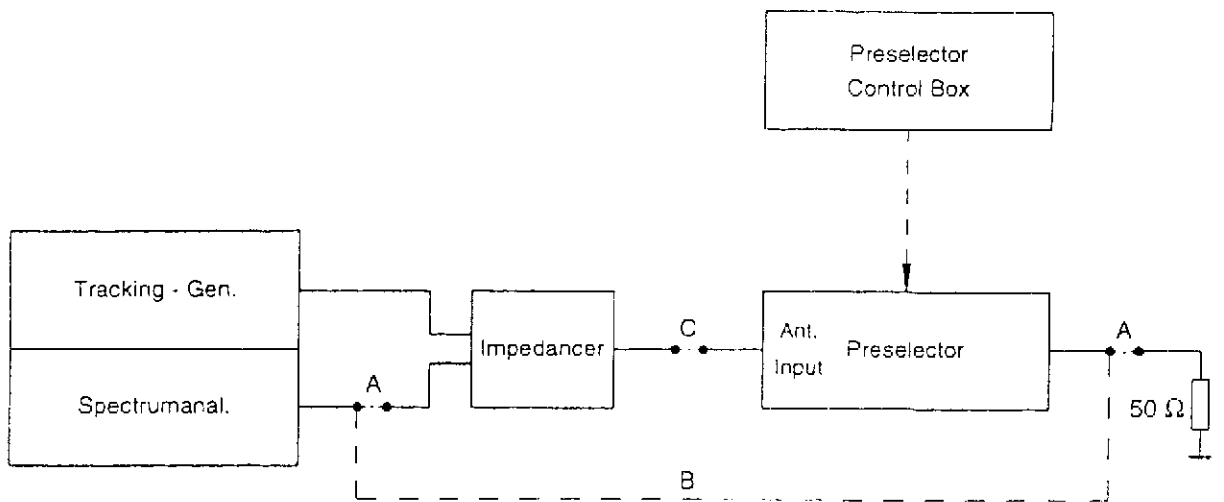 Preselector
Control Box
Tracking - Gen.
Spectrumanal.
A
Impedancer
C
Ant.
Input
Preselector
A
50 Ω
B